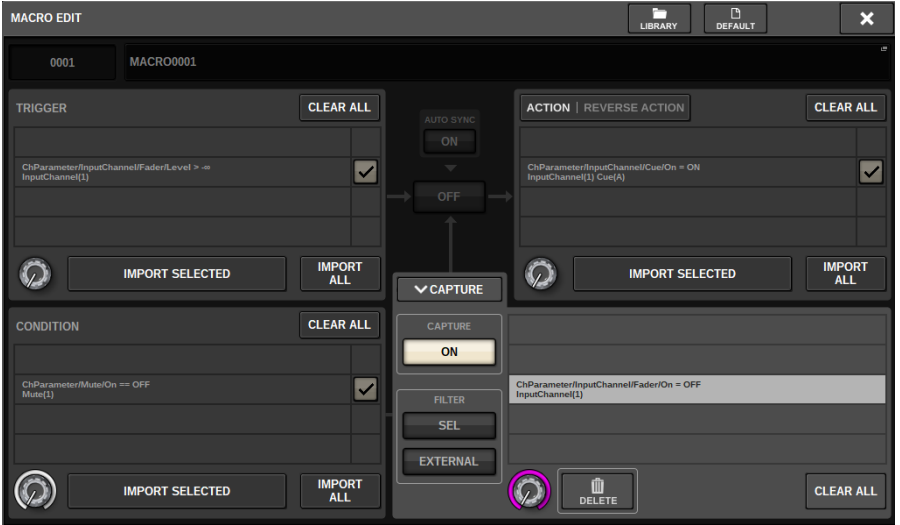 MACRO EDIT
LIBRARY
DEFAULT
0001
MACRO0001
TRIGGER
CLEAR ALL
ChParameter/InputChannel/Fader/Level > -∞
InputChannel(1)
IMPORT SELECTED
IMPORT
ALL
AUTO SYNC
ON
OFF
ACTION | REVERSE ACTION
CLEAR ALL
ChParameter/InputChannel/Cue/On = ON
InputChannel(1) Cue(A)
IMPORT SELECTED
IMPORT
ALL
CONDITION
CLEAR ALL
ChParameter/Mute/On == OFF
Mute(1)
IMPORT SELECTED
IMPORT
ALL
CAPTURE
CAPTURE
ON
FILTER
SEL
EXTERNAL
ChParameter/InputChannel/Fader/On = OFF
InputChannel(1)
DELETE
CLEAR ALL